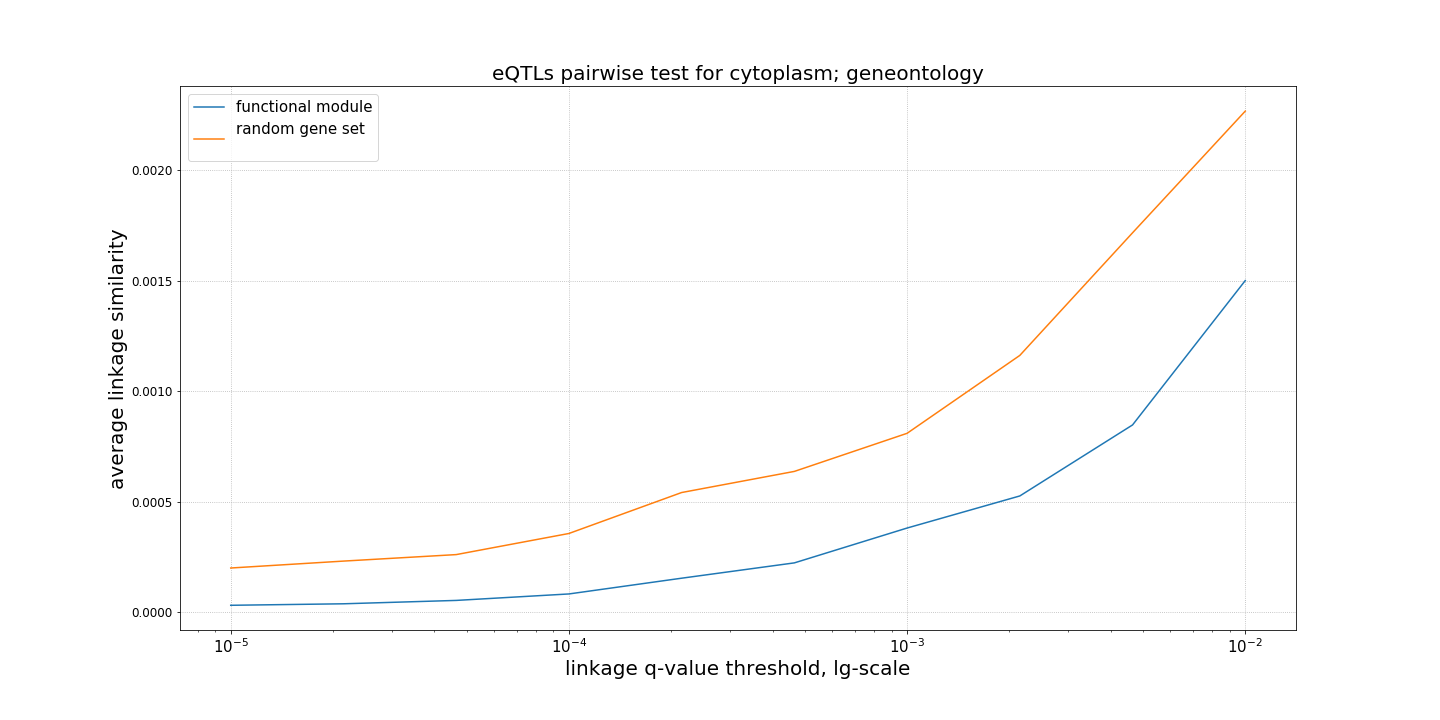 eQTLs pairwise test for cytoplasm; geneontology
functional module
random gene set
0.0020
0.0015
0.0010
0.0005
0.0000
average linkage similarity
10⁻⁵ 10⁻⁴ 10⁻³ 10⁻²
linkage q-value threshold, lg-scale